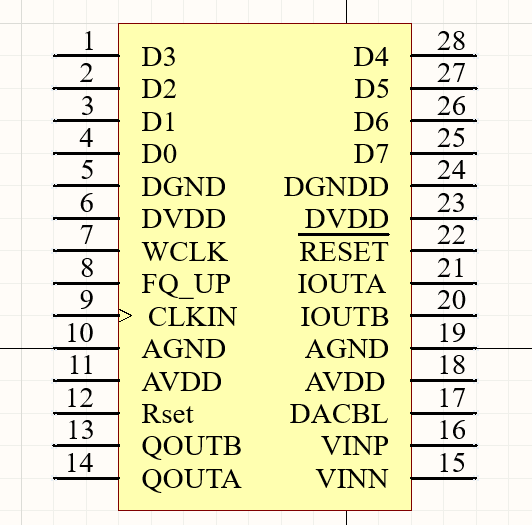 1 D3 D4 28
2 D2 D5 27
3 D1 D6 26
4 D0 D7 25
5 DGND DGNDD 24
6 DVDD DVDD 23
7 WCLK RESET 22
8 FQ_UP IOUTA 21
9 CLKIN IOUTB 20
10 AGND AGND 19
11 AVDD AVDD 18
12 Rset DACBL 17
13 QOUTB VINP 16
14 QOUTA VINN 15